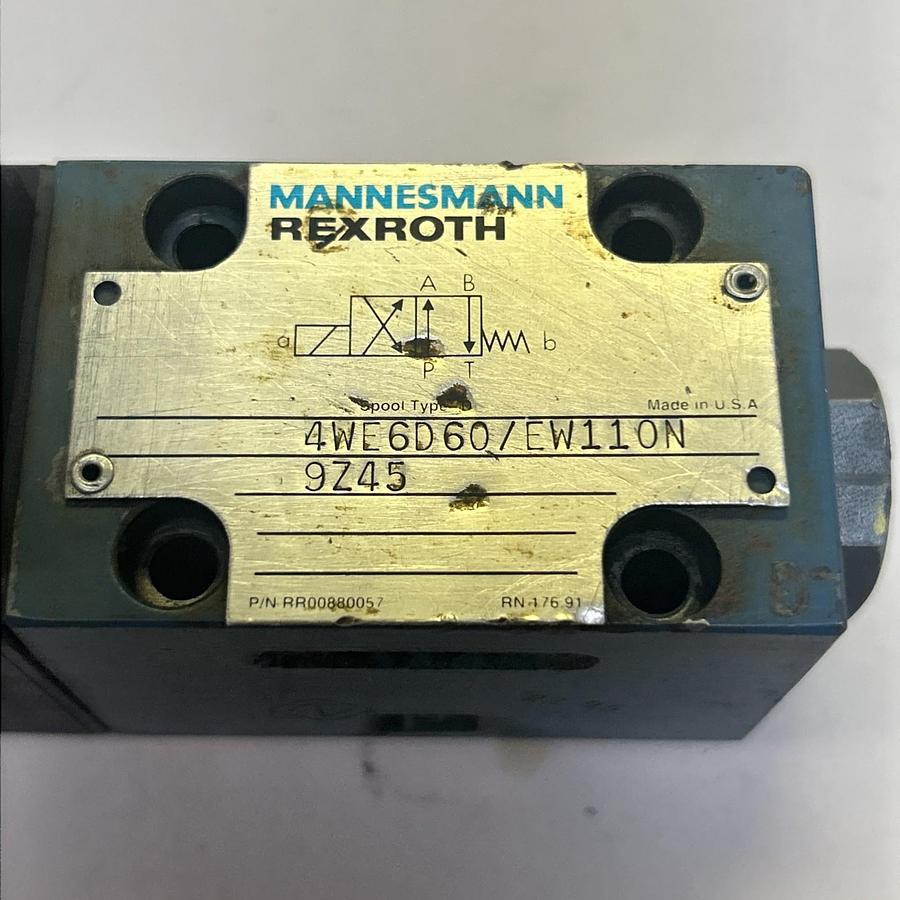 MANNESMANN
REXROTH
A B
a b
P T
Spool Type D Made in U.S.A
4WE6D60/EW110N
9Z45
P/N RR00880057 RN 176.91